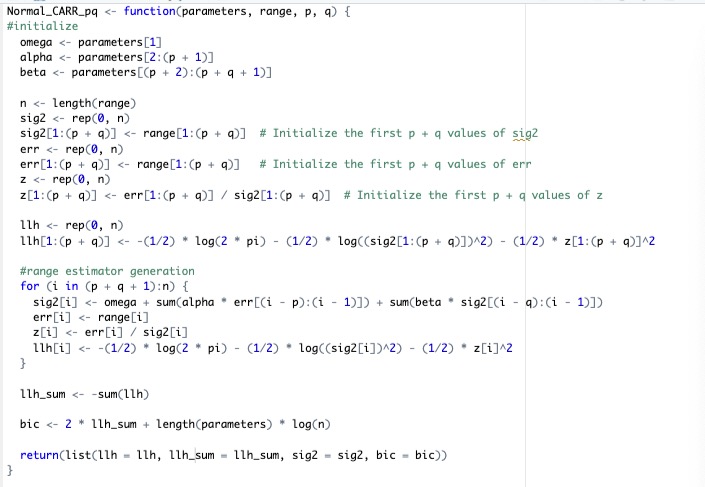 Normal_CARR_pq <- function(parameters, range, p, q) {
#initialize
  omega <- parameters[1]
  alpha <- parameters[2:(p + 1)]
  beta <- parameters[(p + 2):(p + q + 1)]

  n <- length(range)
  sig2 <- rep(0, n)
  sig2[1:(p + q)] <- range[1:(p + q)]  # Initialize the first p + q values of sig2
  err <- rep(0, n)
  err[1:(p + q)] <- range[1:(p + q)]   # Initialize the first p + q values of err
  z <- rep(0, n)
  z[1:(p + q)] <- err[1:(p + q)] / sig2[1:(p + q)]  # Initialize the first p + q values of z

  llh <- rep(0, n)
  llh[1:(p + q)] <- -(1/2) * log(2 * pi) - (1/2) * log((sig2[1:(p + q)])^2) - (1/2) * z[1:(p + q)]^2

  #range estimator generation
  for (i in (p + q + 1):n) {
    sig2[i] <- omega + sum(alpha * err[(i - p):(i - 1)]) + sum(beta * sig2[(i - q):(i - 1)])
    err[i] <- range[i]
    z[i] <- err[i] / sig2[i]
    llh[i] <- -(1/2) * log(2 * pi) - (1/2) * log((sig2[i])^2) - (1/2) * z[i]^2
  }

  llh_sum <- -sum(llh)

  bic <- 2 * llh_sum + length(parameters) * log(n)

  return(list(llh = llh, llh_sum = llh_sum, sig2 = sig2, bic = bic))
}